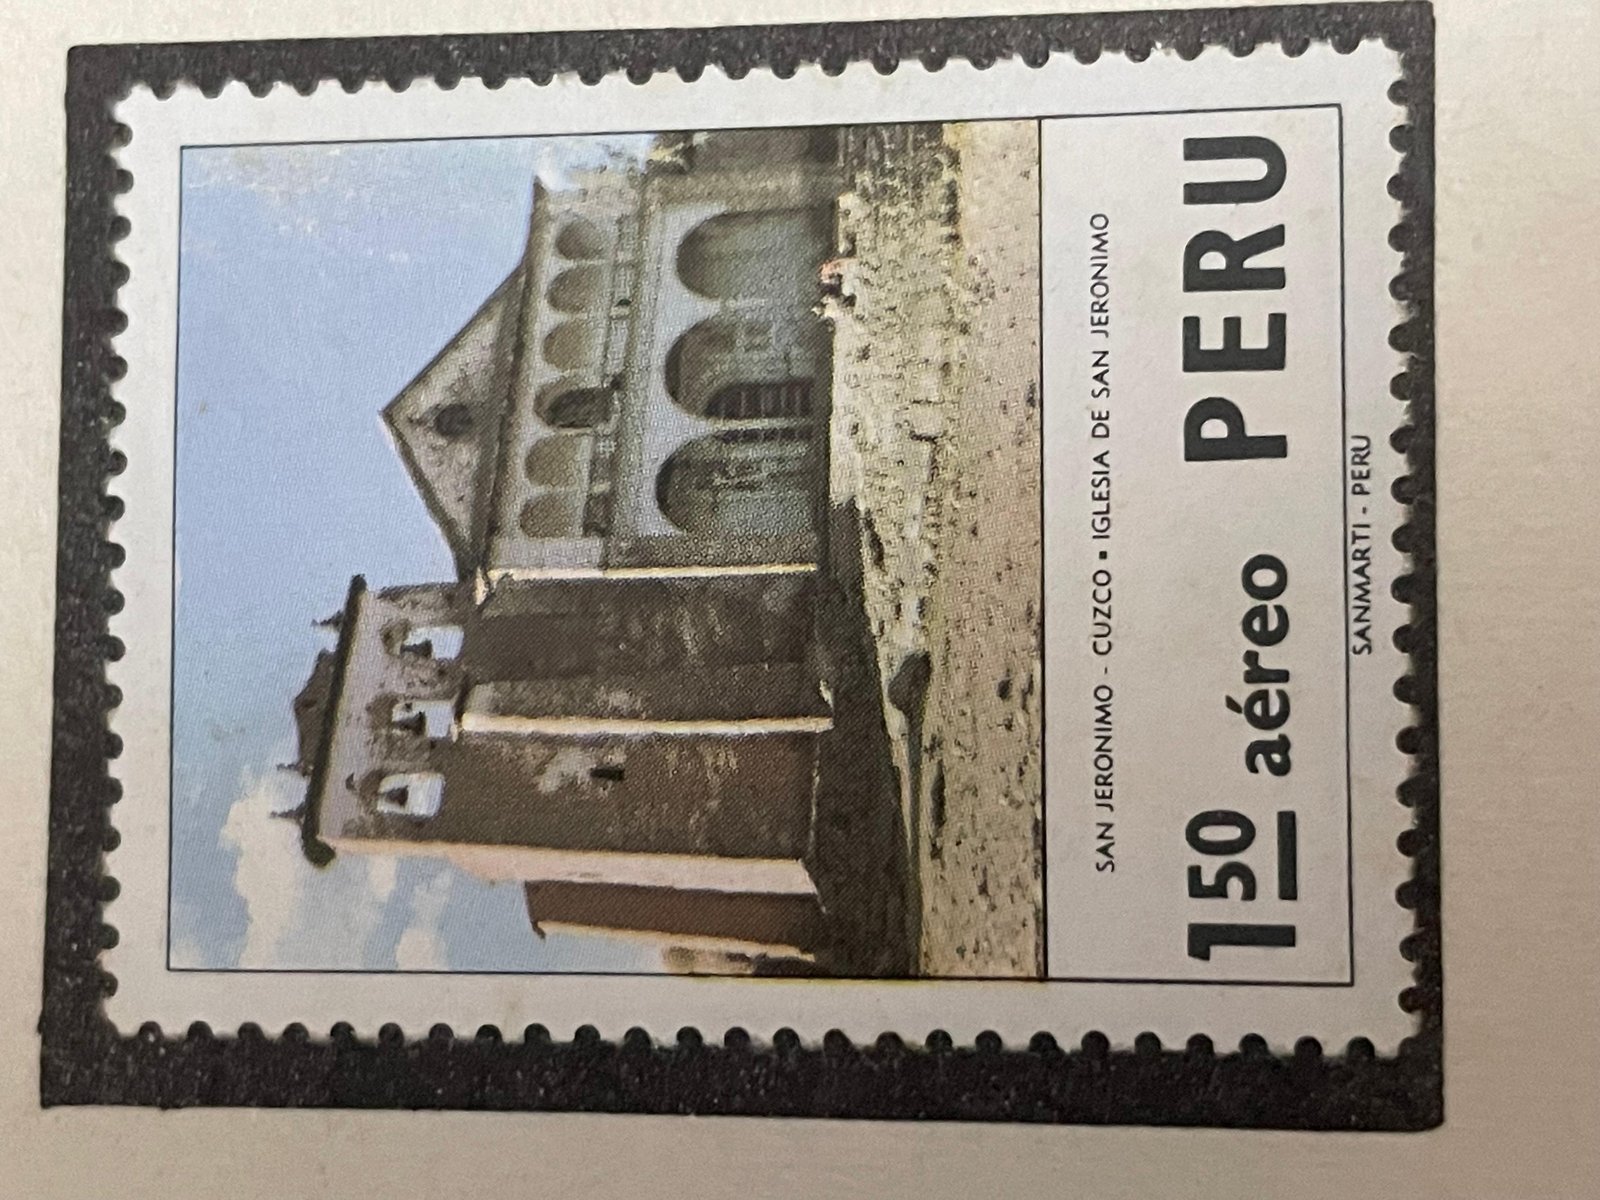 SAN JERONIMO - CUZCO ▪ IGLESIA DE SAN JERONIMO
1 50 aéreo PERU
SANMARTI - PERU